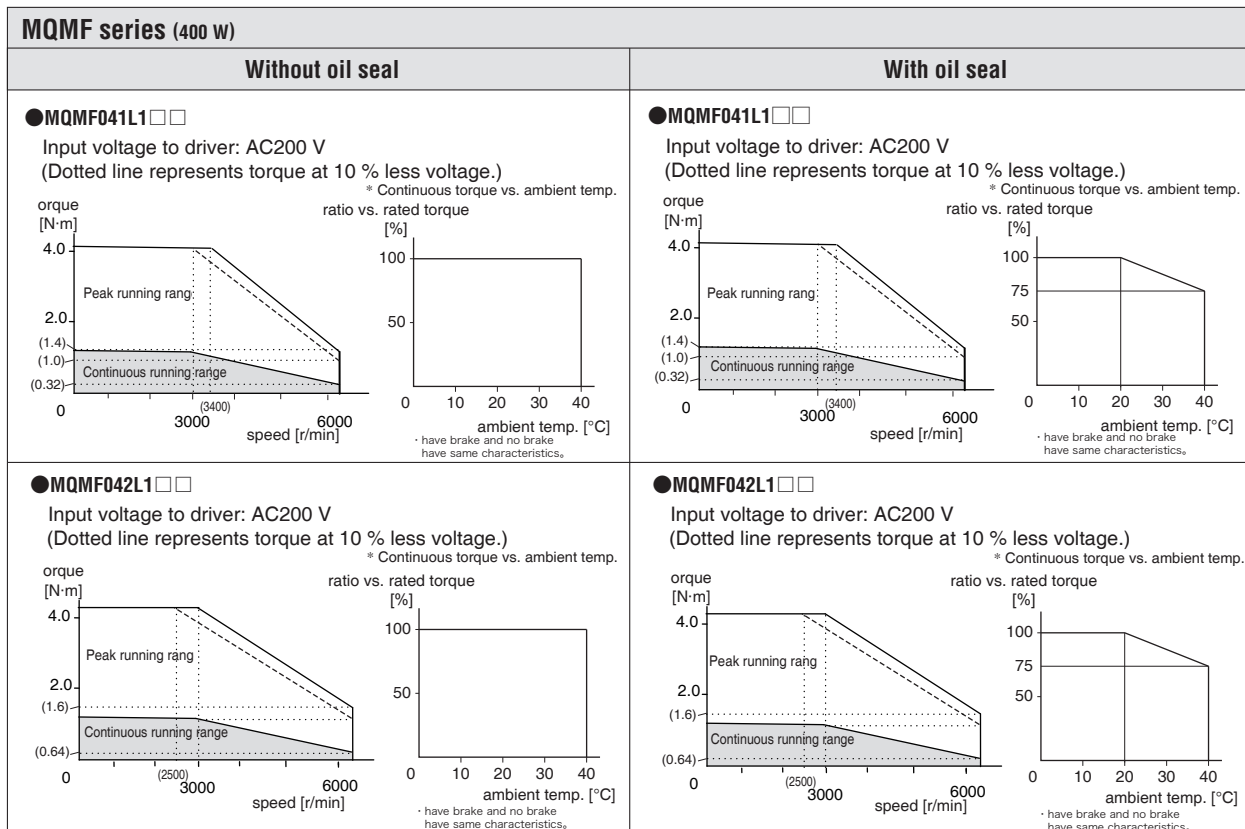 MQMF series (400 W)
Without oil seal
With oil seal
●MQMF041L1□□
Input voltage to driver: AC200 V
(Dotted line represents torque at 10 % less voltage.)
* Continuous torque vs. ambient temp.
orque
[N·m]
ratio vs. rated torque
[%]
4.0
Peak running rang
2.0
(1.4)
(1.0)
Continuous running range
(0.32)
0
3000
(3400)
6000
speed [r/min]
100
50
0
10
20
30
40
ambient temp. [°C]
· have brake and no brake
have same characteristics。
●MQMF041L1□□
Input voltage to driver: AC200 V
(Dotted line represents torque at 10 % less voltage.)
* Continuous torque vs. ambient temp.
orque
[N·m]
ratio vs. rated torque
[%]
4.0
Peak running rang
2.0
(1.4)
(1.0)
Continuous running range
(0.32)
0
3000
(3400)
6000
speed [r/min]
100
75
50
0
10
20
30
40
ambient temp. [°C]
· have brake and no brake
have same characteristics。
●MQMF042L1□□
Input voltage to driver: AC200 V
(Dotted line represents torque at 10 % less voltage.)
* Continuous torque vs. ambient temp.
orque
[N·m]
ratio vs. rated torque
[%]
4.0
Peak running rang
2.0
(1.6)
Continuous running range
(0.64)
0
(2500)
3000
6000
speed [r/min]
100
50
0
10
20
30
40
ambient temp. [°C]
· have brake and no brake
have same characteristics。
●MQMF042L1□□
Input voltage to driver: AC200 V
(Dotted line represents torque at 10 % less voltage.)
* Continuous torque vs. ambient temp.
orque
[N·m]
ratio vs. rated torque
[%]
4.0
Peak running rang
2.0
(1.6)
Continuous running range
(0.64)
0
(2500)
3000
6000
speed [r/min]
100
75
50
0
10
20
30
40
ambient temp. [°C]
· have brake and no brake
have same characteristics。